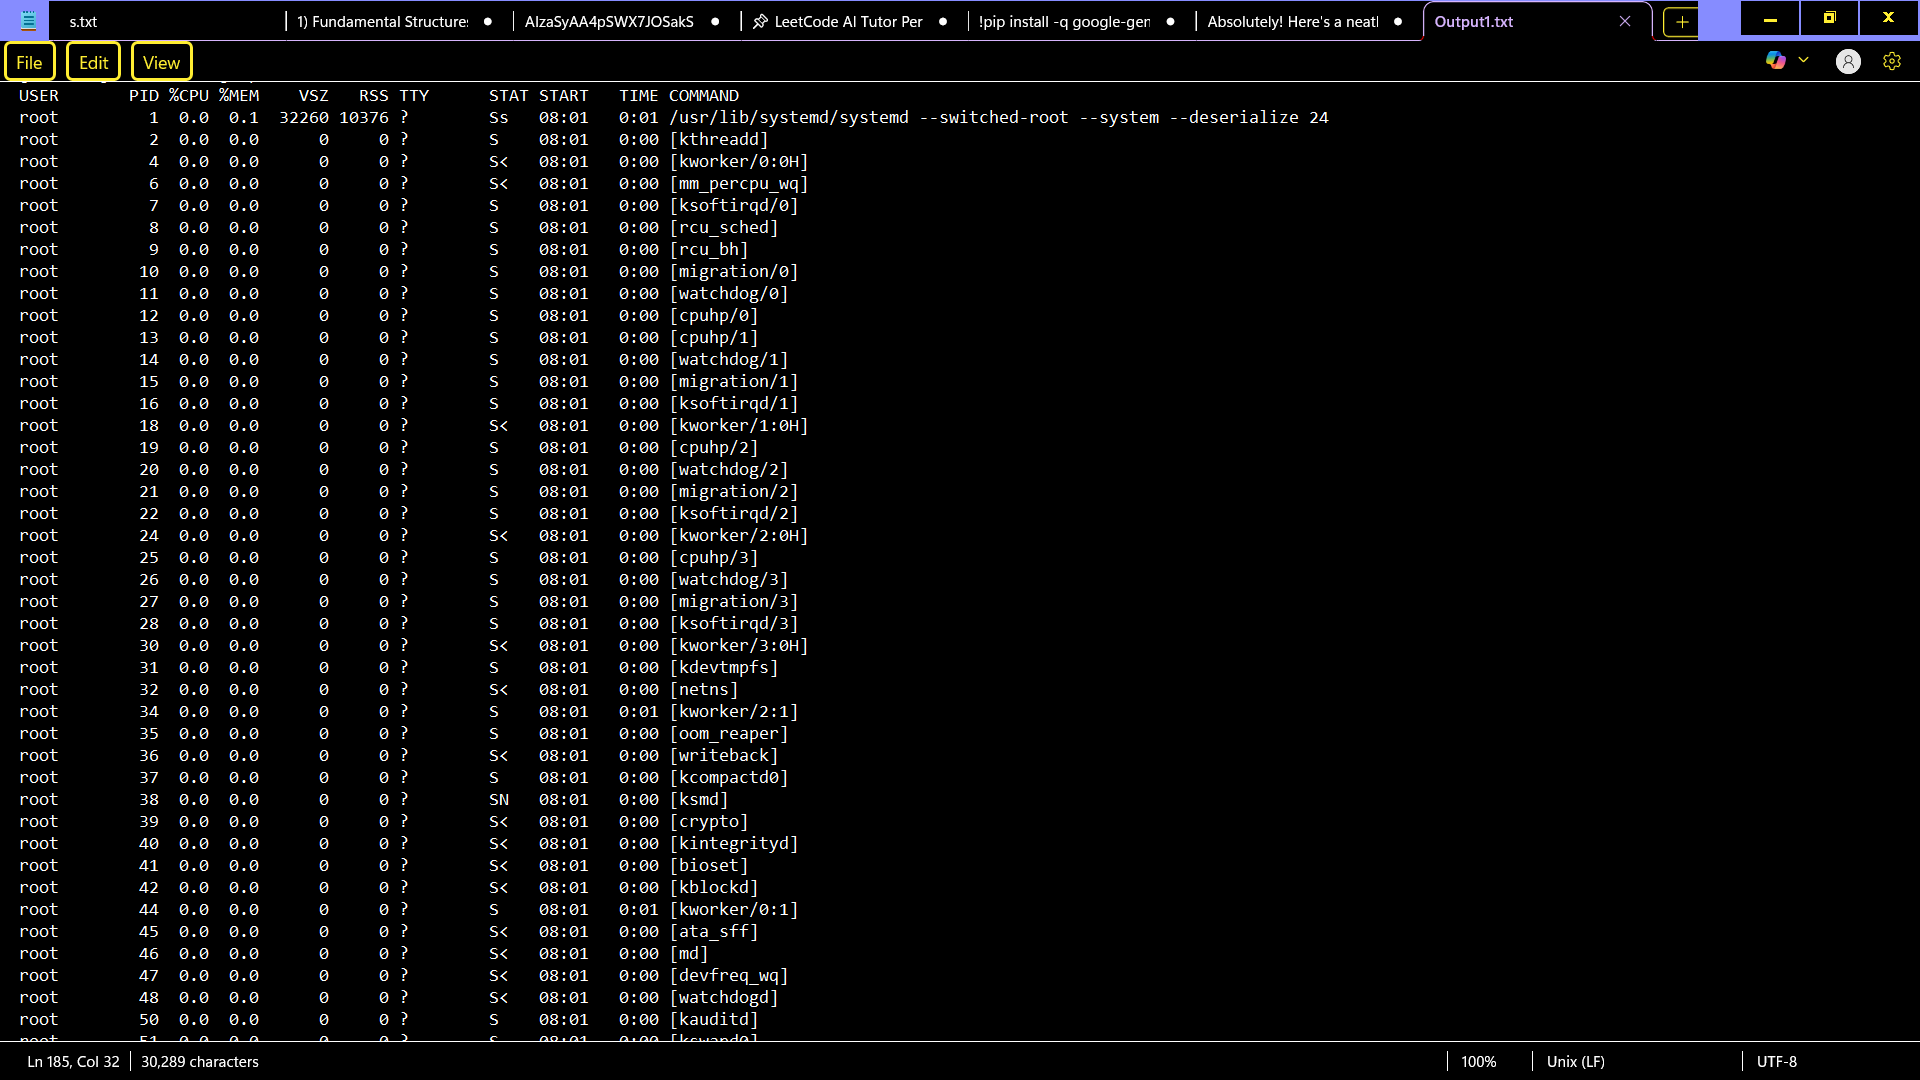 s.txt
1) Fundamental Structure:
AIzaSyAA4pSWX7JOSakS
LeetCode AI Tutor Per
!pip install -q google-ger
Absolutely! Here's a neat
Output1.txt
File Edit View
USER PID %CPU %MEM VSZ RSS TTY STAT START TIME COMMAND
root 1 0.0 0.1 32260 10376 ? Ss 08:01 0:01 /usr/lib/systemd/systemd --switched-root --system --deserialize 24
root 2 0.0 0.0 0 0 ? S 08:01 0:00 [kthreadd]
root 4 0.0 0.0 0 0 ? S< 08:01 0:00 [kworker/0:0H]
root 6 0.0 0.0 0 0 ? S< 08:01 0:00 [mm_percpu_wq]
root 7 0.0 0.0 0 0 ? S 08:01 0:00 [ksoftirqd/0]
root 8 0.0 0.0 0 0 ? S 08:01 0:00 [rcu_sched]
root 9 0.0 0.0 0 0 ? S 08:01 0:00 [rcu_bh]
root 10 0.0 0.0 0 0 ? S 08:01 0:00 [migration/0]
root 11 0.0 0.0 0 0 ? S 08:01 0:00 [watchdog/0]
root 12 0.0 0.0 0 0 ? S 08:01 0:00 [cpuhp/0]
root 13 0.0 0.0 0 0 ? S 08:01 0:00 [cpuhp/1]
root 14 0.0 0.0 0 0 ? S 08:01 0:00 [watchdog/1]
root 15 0.0 0.0 0 0 ? S 08:01 0:00 [migration/1]
root 16 0.0 0.0 0 0 ? S 08:01 0:00 [ksoftirqd/1]
root 18 0.0 0.0 0 0 ? S< 08:01 0:00 [kworker/1:0H]
root 19 0.0 0.0 0 0 ? S 08:01 0:00 [cpuhp/2]
root 20 0.0 0.0 0 0 ? S 08:01 0:00 [watchdog/2]
root 21 0.0 0.0 0 0 ? S 08:01 0:00 [migration/2]
root 22 0.0 0.0 0 0 ? S 08:01 0:00 [ksoftirqd/2]
root 24 0.0 0.0 0 0 ? S< 08:01 0:00 [kworker/2:0H]
root 25 0.0 0.0 0 0 ? S 08:01 0:00 [cpuhp/3]
root 26 0.0 0.0 0 0 ? S 08:01 0:00 [watchdog/3]
root 27 0.0 0.0 0 0 ? S 08:01 0:00 [migration/3]
root 28 0.0 0.0 0 0 ? S 08:01 0:00 [ksoftirqd/3]
root 30 0.0 0.0 0 0 ? S< 08:01 0:00 [kworker/3:0H]
root 31 0.0 0.0 0 0 ? S 08:01 0:00 [kdevtmpfs]
root 32 0.0 0.0 0 0 ? S< 08:01 0:00 [netns]
root 34 0.0 0.0 0 0 ? S 08:01 0:01 [kworker/2:1]
root 35 0.0 0.0 0 0 ? S 08:01 0:00 [oom_reaper]
root 36 0.0 0.0 0 0 ? S< 08:01 0:00 [writeback]
root 37 0.0 0.0 0 0 ? S 08:01 0:00 [kcompactd0]
root 38 0.0 0.0 0 0 ? SN 08:01 0:00 [ksmd]
root 39 0.0 0.0 0 0 ? S< 08:01 0:00 [crypto]
root 40 0.0 0.0 0 0 ? S< 08:01 0:00 [kintegrityd]
root 41 0.0 0.0 0 0 ? S< 08:01 0:00 [bioset]
root 42 0.0 0.0 0 0 ? S< 08:01 0:00 [kblockd]
root 44 0.0 0.0 0 0 ? S 08:01 0:01 [kworker/0:1]
root 45 0.0 0.0 0 0 ? S< 08:01 0:00 [ata_sff]
root 46 0.0 0.0 0 0 ? S< 08:01 0:00 [md]
root 47 0.0 0.0 0 0 ? S< 08:01 0:00 [devfreq_wq]
root 48 0.0 0.0 0 0 ? S< 08:01 0:00 [watchdogd]
root 50 0.0 0.0 0 0 ? S 08:01 0:00 [kauditd]
root 51 0.0 0.0 0 0 ? S 08:01 0:00 [kswapd0]
Ln 185, Col 32 30,289 characters 100% Unix (LF) UTF-8